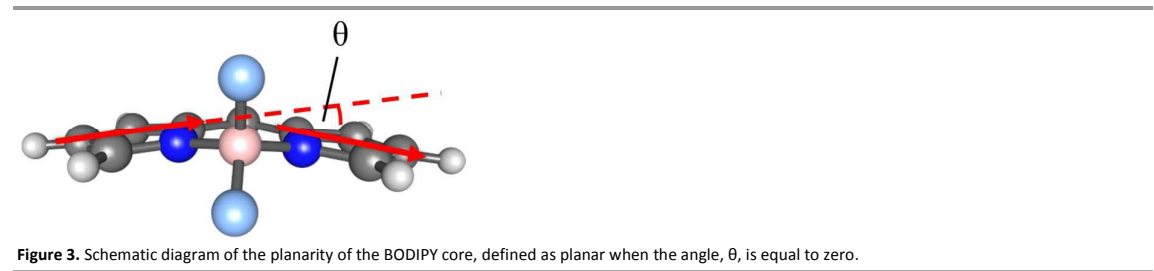 θ
Figure 3. Schematic diagram of the planarity of the BODIPY core, defined as planar when the angle, θ, is equal to zero.